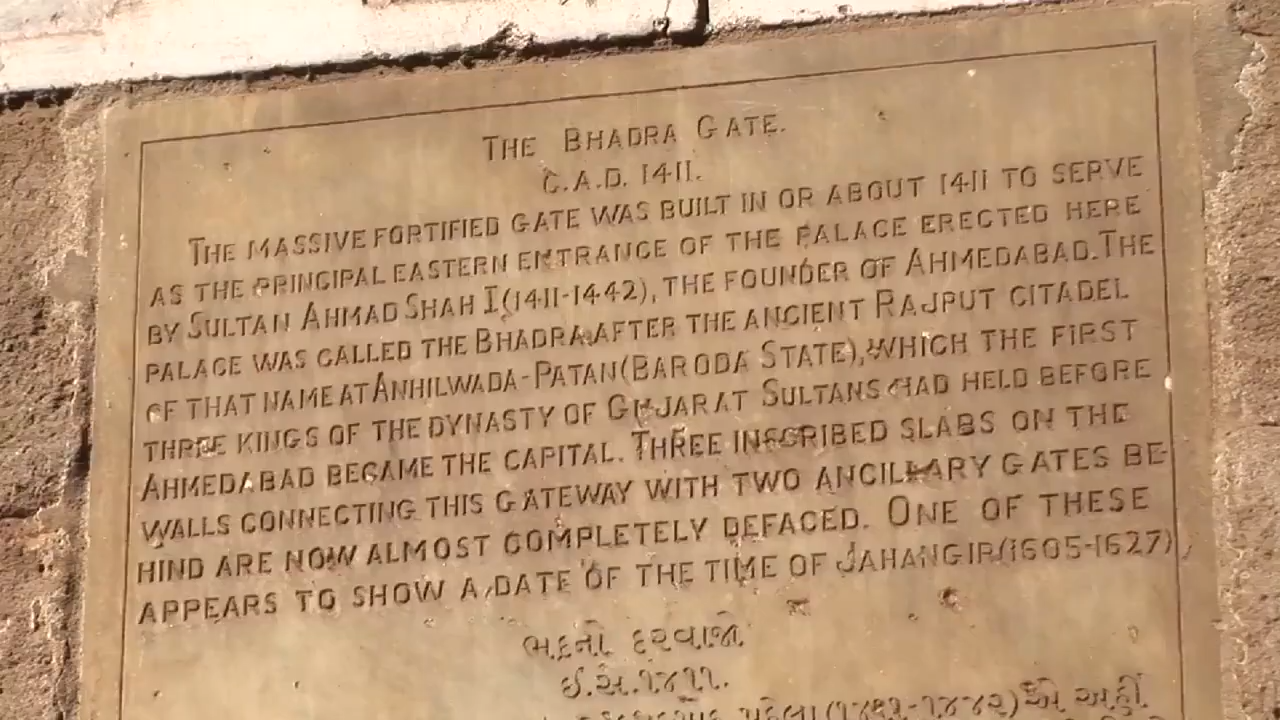 THE BHADRA GATE.
C.A.D. 1411.
THE MASSIVE FORTIFIED GATE WAS BUILT IN OR ABOUT 1411 TO SERVE
AS THE PRINCIPAL EASTERN ENTRANCE OF THE PALACE ERECTED HERE
BY SULTAN AHMAD SHAH I (1411-1442), THE FOUNDER OF AHMEDABAD. THE
PALACE WAS CALLED THE BHADRA AFTER THE ANCIENT RAJPUT CITADEL
OF THAT NAME AT ANHILWADA-PATAN (BARODA STATE), WHICH THE FIRST
THREE KINGS OF THE DYNASTY OF GUJARAT SULTANS HAD HELD BEFORE
AHMEDABAD BECAME THE CAPITAL. THREE INSCRIBED SLABS ON THE
WALLS CONNECTING THIS GATEWAY WITH TWO ANCILLARY GATES BE-
HIND ARE NOW ALMOST COMPLETELY DEFACED. ONE OF THESE
APPEARS TO SHOW A DATE OF THE TIME OF JAHANGIR (1605-1627)
ભદ્રનો દરવાજો
ઈ.સ.૧૪૧૧.
પહેલા (૧૪૧૧-૧૪૪૨) એ અહીં